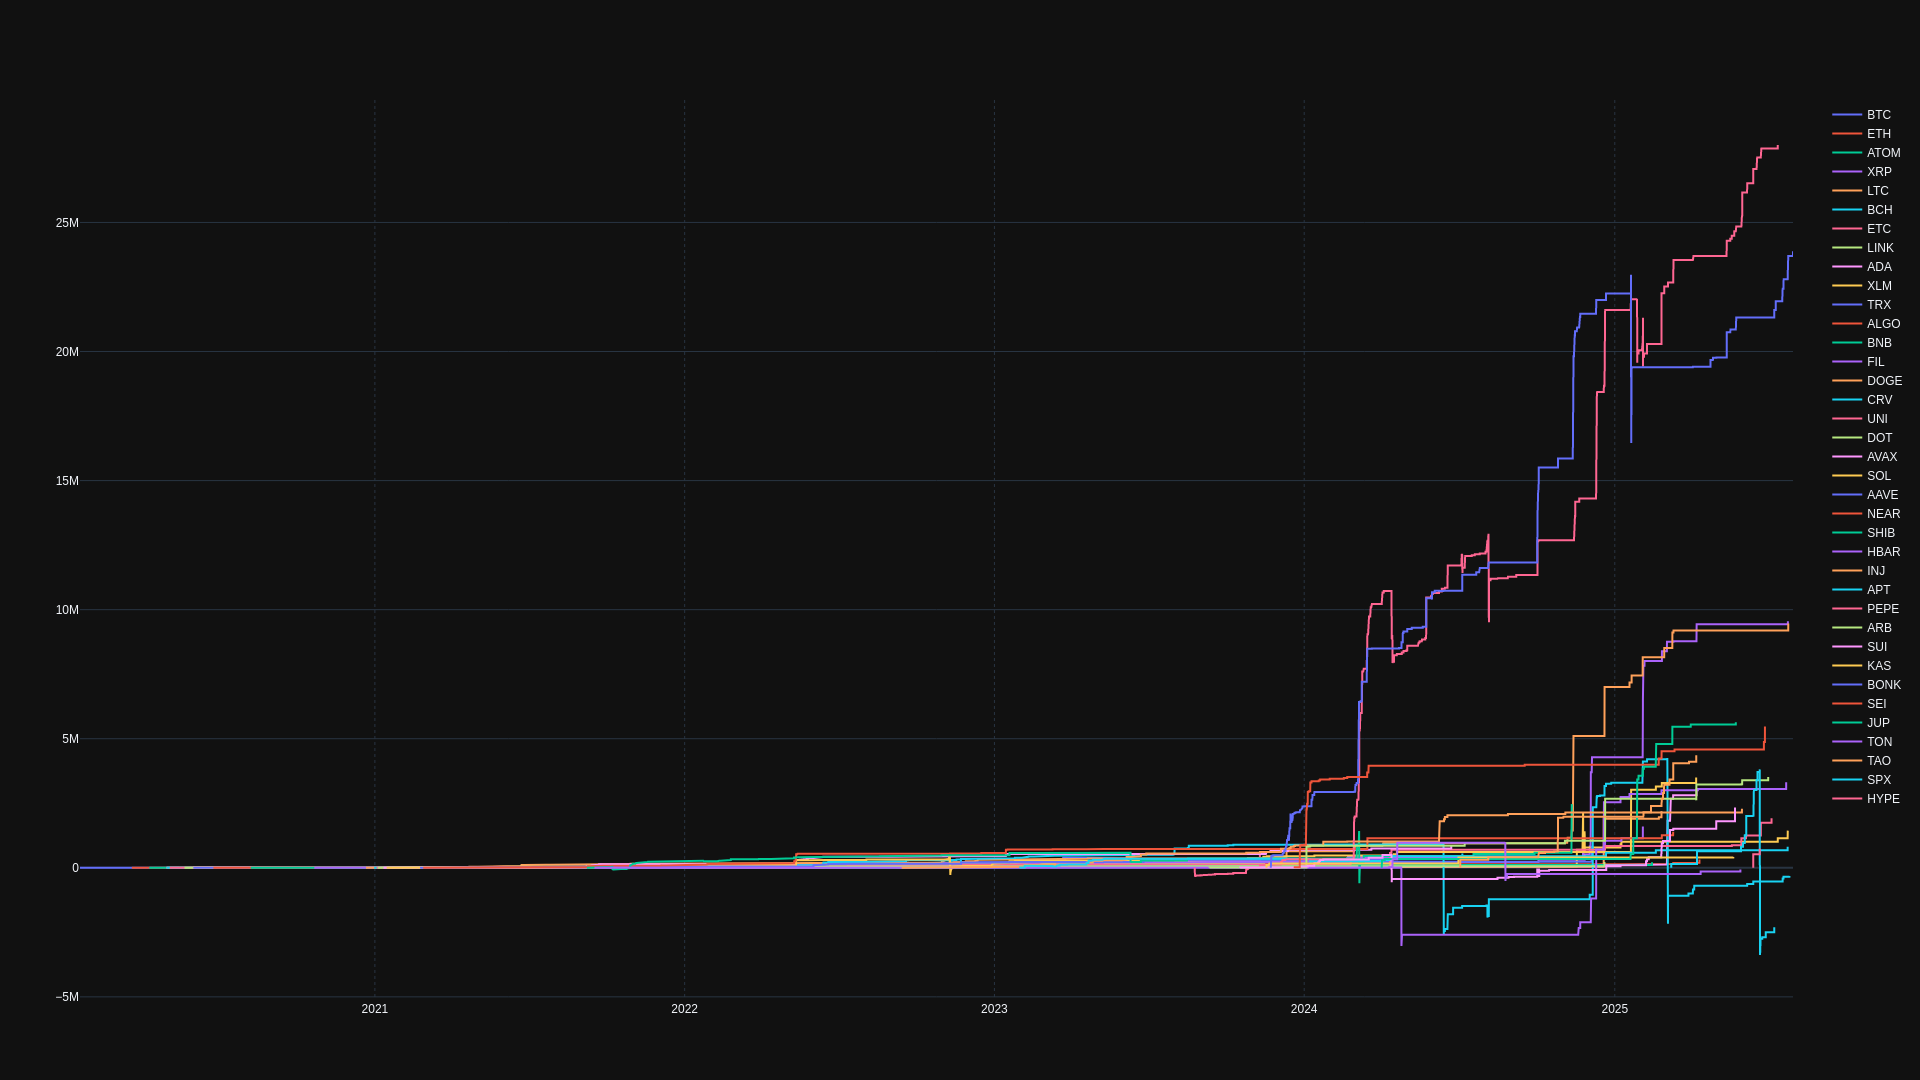 25M
20M
15M
10M
5M
0
−5M
2021
2022
2023
2024
2025
BTC
ETH
ATOM
XRP
LTC
BCH
ETC
LINK
ADA
XLM
TRX
ALGO
BNB
FIL
DOGE
CRV
UNI
DOT
AVAX
SOL
AAVE
NEAR
SHIB
HBAR
INJ
APT
PEPE
ARB
SUI
KAS
BONK
SEI
JUP
TON
TAO
SPX
HYPE